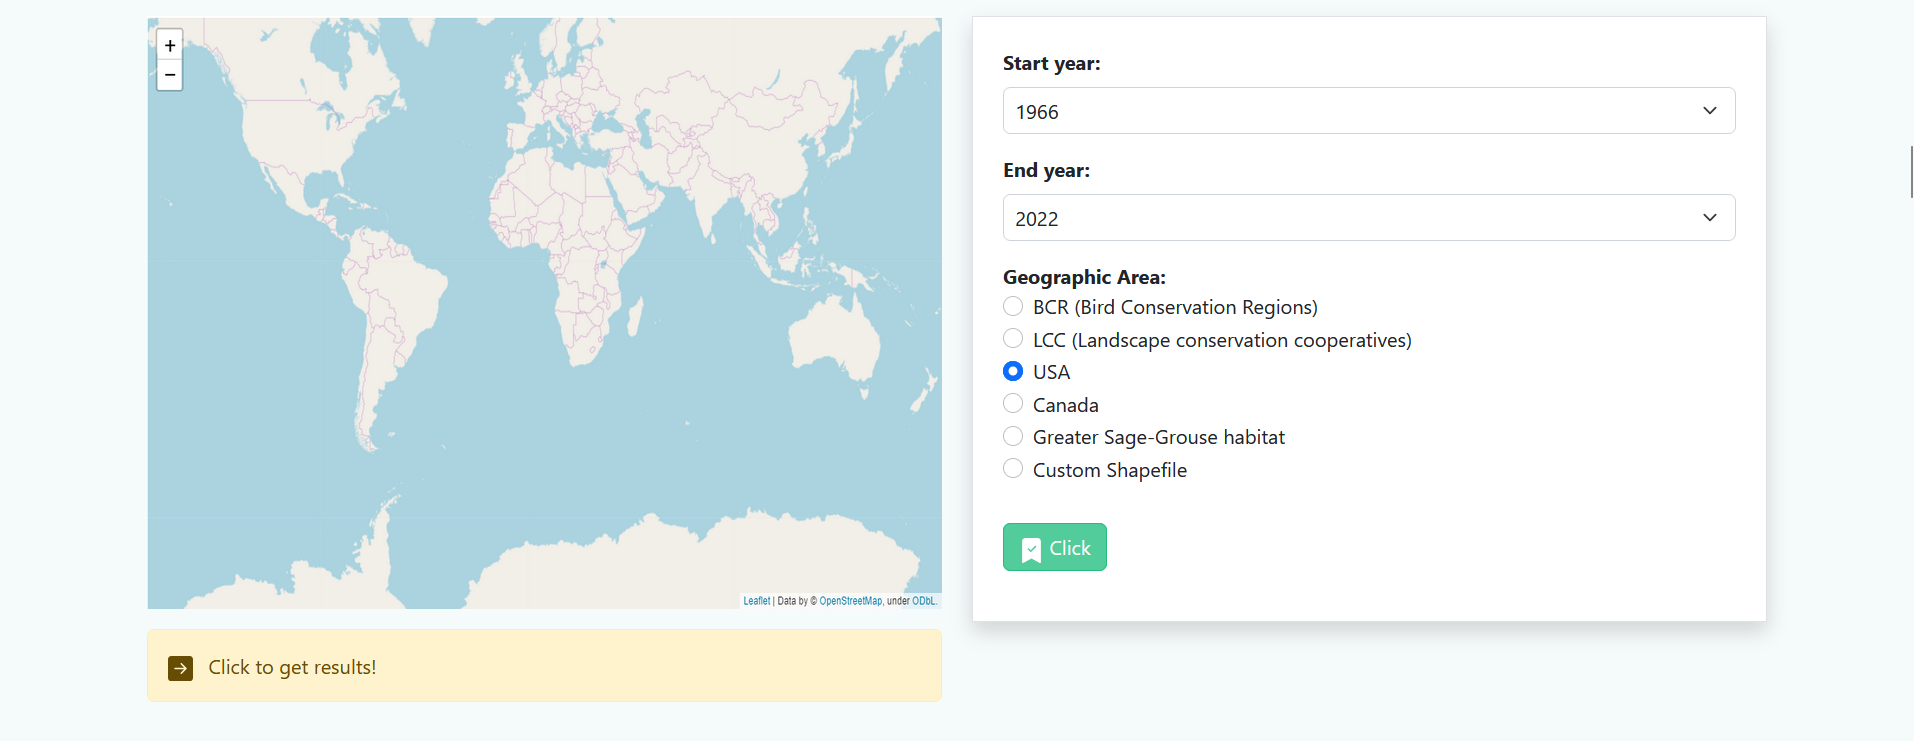 +
−
Leaflet | Data by © OpenStreetMap, under ODbL.
Click to get results!
Start year:
1966
End year:
2022
Geographic Area:
BCR (Bird Conservation Regions)
LCC (Landscape conservation cooperatives)
USA
Canada
Greater Sage-Grouse habitat
Custom Shapefile
Click